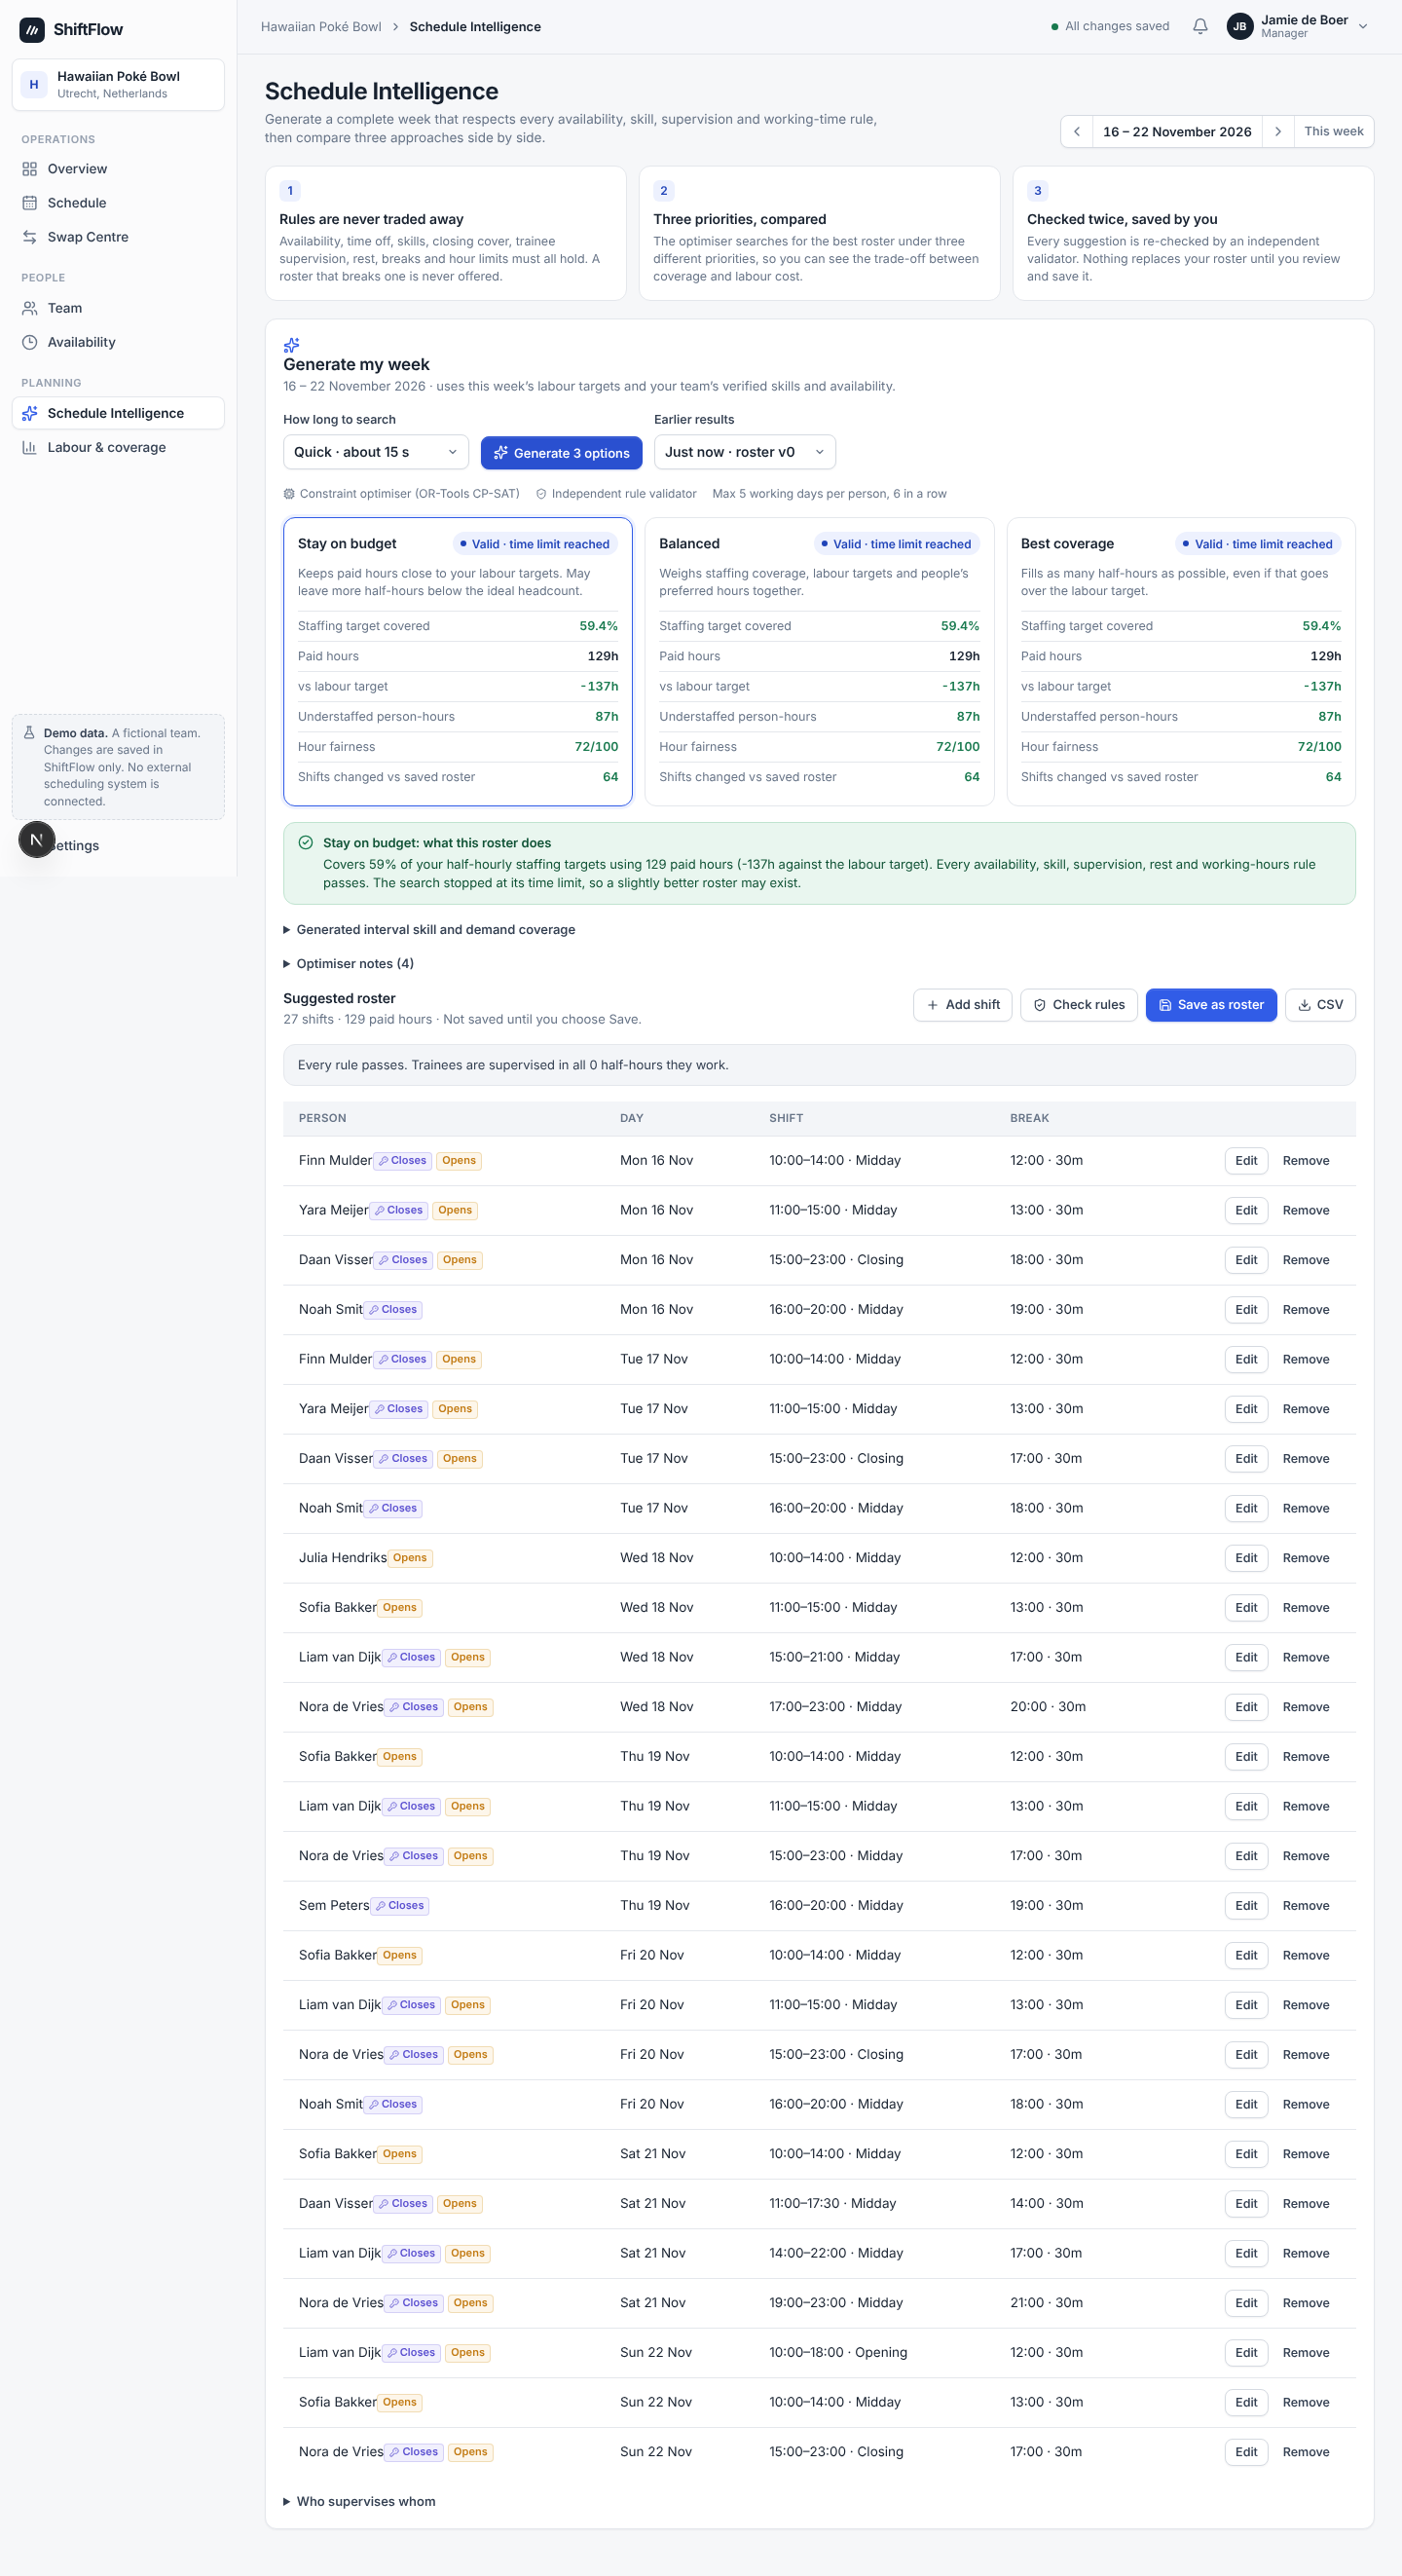 ShiftFlow
Hawaiian Poké Bowl
Utrecht, Netherlands
OPERATIONS
Overview
Schedule
Swap Centre
PEOPLE
Team
Availability
PLANNING
Schedule Intelligence
Labour & coverage
Demo data. A fictional team.
Changes are saved in
ShiftFlow only. No external
scheduling system is
connected.
ettings
Hawaiian Poké Bowl > Schedule Intelligence
All changes saved
JB
Jamie de Boer
Manager
Schedule Intelligence
Generate a complete week that respects every availability, skill, supervision and working-time rule,
then compare three approaches side by side.
16 – 22 November 2026
This week
1
Rules are never traded away
Availability, time off, skills, closing cover, trainee
supervision, rest, breaks and hour limits must all hold. A
roster that breaks one is never offered.
2
Three priorities, compared
The optimiser searches for the best roster under three
different priorities, so you can see the trade-off between
coverage and labour cost.
3
Checked twice, saved by you
Every suggestion is re-checked by an independent
validator. Nothing replaces your roster until you review
and save it.
Generate my week
16 – 22 November 2026 · uses this week's labour targets and your team's verified skills and availability.
How long to search
Quick · about 15 s
Generate 3 options
Earlier results
Just now · roster v0
Constraint optimiser (OR-Tools CP-SAT) Independent rule validator Max 5 working days per person, 6 in a row
Stay on budget
Valid · time limit reached
Keeps paid hours close to your labour targets. May
leave more half-hours below the ideal headcount.
Staffing target covered 59.4%
Paid hours 129h
vs labour target -137h
Understaffed person-hours 87h
Hour fairness 72/100
Shifts changed vs saved roster 64
Balanced
Valid · time limit reached
Weighs staffing coverage, labour targets and people's
preferred hours together.
Staffing target covered 59.4%
Paid hours 129h
vs labour target -137h
Understaffed person-hours 87h
Hour fairness 72/100
Shifts changed vs saved roster 64
Best coverage
Valid · time limit reached
Fills as many half-hours as possible, even if that goes
over the labour target.
Staffing target covered 59.4%
Paid hours 129h
vs labour target -137h
Understaffed person-hours 87h
Hour fairness 72/100
Shifts changed vs saved roster 64
Stay on budget: what this roster does
Covers 59% of your half-hourly staffing targets using 129 paid hours (-137h against the labour target). Every availability, skill, supervision, rest and working-hours rule
passes. The search stopped at its time limit, so a slightly better roster may exist.
Generated interval skill and demand coverage
Optimiser notes (4)
Suggested roster
27 shifts · 129 paid hours · Not saved until you choose Save.
Add shift
Check rules
Save as roster
CSV
Every rule passes. Trainees are supervised in all 0 half-hours they work.
PERSON DAY SHIFT BREAK
Finn Mulder Closes Opens Mon 16 Nov 10:00–14:00 · Midday 12:00 · 30m Edit Remove
Yara Meijer Closes Opens Mon 16 Nov 11:00–15:00 · Midday 13:00 · 30m Edit Remove
Daan Visser Closes Opens Mon 16 Nov 15:00–23:00 · Closing 18:00 · 30m Edit Remove
Noah Smit Closes Mon 16 Nov 16:00–20:00 · Midday 19:00 · 30m Edit Remove
Finn Mulder Closes Opens Tue 17 Nov 10:00–14:00 · Midday 12:00 · 30m Edit Remove
Yara Meijer Closes Opens Tue 17 Nov 11:00–15:00 · Midday 13:00 · 30m Edit Remove
Daan Visser Closes Opens Tue 17 Nov 15:00–23:00 · Closing 17:00 · 30m Edit Remove
Noah Smit Closes Tue 17 Nov 16:00–20:00 · Midday 18:00 · 30m Edit Remove
Julia Hendriks Opens Wed 18 Nov 10:00–14:00 · Midday 12:00 · 30m Edit Remove
Sofia Bakker Opens Wed 18 Nov 11:00–15:00 · Midday 13:00 · 30m Edit Remove
Liam van Dijk Closes Opens Wed 18 Nov 15:00–21:00 · Midday 17:00 · 30m Edit Remove
Nora de Vries Closes Opens Wed 18 Nov 17:00–23:00 · Midday 20:00 · 30m Edit Remove
Sofia Bakker Opens Thu 19 Nov 10:00–14:00 · Midday 12:00 · 30m Edit Remove
Liam van Dijk Closes Opens Thu 19 Nov 11:00–15:00 · Midday 13:00 · 30m Edit Remove
Nora de Vries Closes Opens Thu 19 Nov 15:00–23:00 · Midday 17:00 · 30m Edit Remove
Sem Peters Closes Thu 19 Nov 16:00–20:00 · Midday 19:00 · 30m Edit Remove
Sofia Bakker Opens Fri 20 Nov 10:00–14:00 · Midday 12:00 · 30m Edit Remove
Liam van Dijk Closes Opens Fri 20 Nov 11:00–15:00 · Midday 13:00 · 30m Edit Remove
Nora de Vries Closes Opens Fri 20 Nov 15:00–23:00 · Closing 17:00 · 30m Edit Remove
Noah Smit Closes Fri 20 Nov 16:00–20:00 · Midday 18:00 · 30m Edit Remove
Sofia Bakker Opens Sat 21 Nov 10:00–14:00 · Midday 12:00 · 30m Edit Remove
Daan Visser Closes Opens Sat 21 Nov 11:00–17:30 · Midday 14:00 · 30m Edit Remove
Liam van Dijk Closes Opens Sat 21 Nov 14:00–22:00 · Midday 17:00 · 30m Edit Remove
Nora de Vries Closes Opens Sat 21 Nov 19:00–23:00 · Midday 21:00 · 30m Edit Remove
Liam van Dijk Closes Opens Sun 22 Nov 10:00–18:00 · Opening 12:00 · 30m Edit Remove
Sofia Bakker Opens Sun 22 Nov 10:00–14:00 · Midday 13:00 · 30m Edit Remove
Nora de Vries Closes Opens Sun 22 Nov 15:00–23:00 · Closing 17:00 · 30m Edit Remove
Who supervises whom